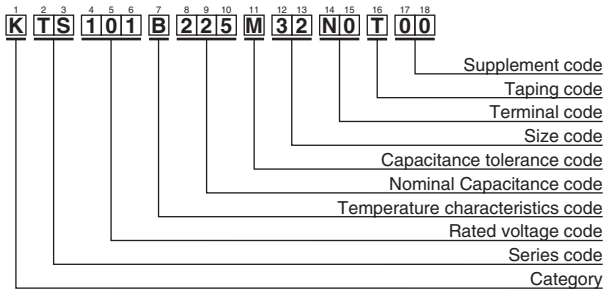 1 2 3 4 5 6 7 8 9 10 11 12 13 14 15 16 17 18
K T S 1 0 1 B 2 2 5 M 3 2 N 0 T 0 0
Supplement code
Taping code
Terminal code
Size code
Capacitance tolerance code
Nominal Capacitance code
Temperature characteristics code
Rated voltage code
Series code
Category